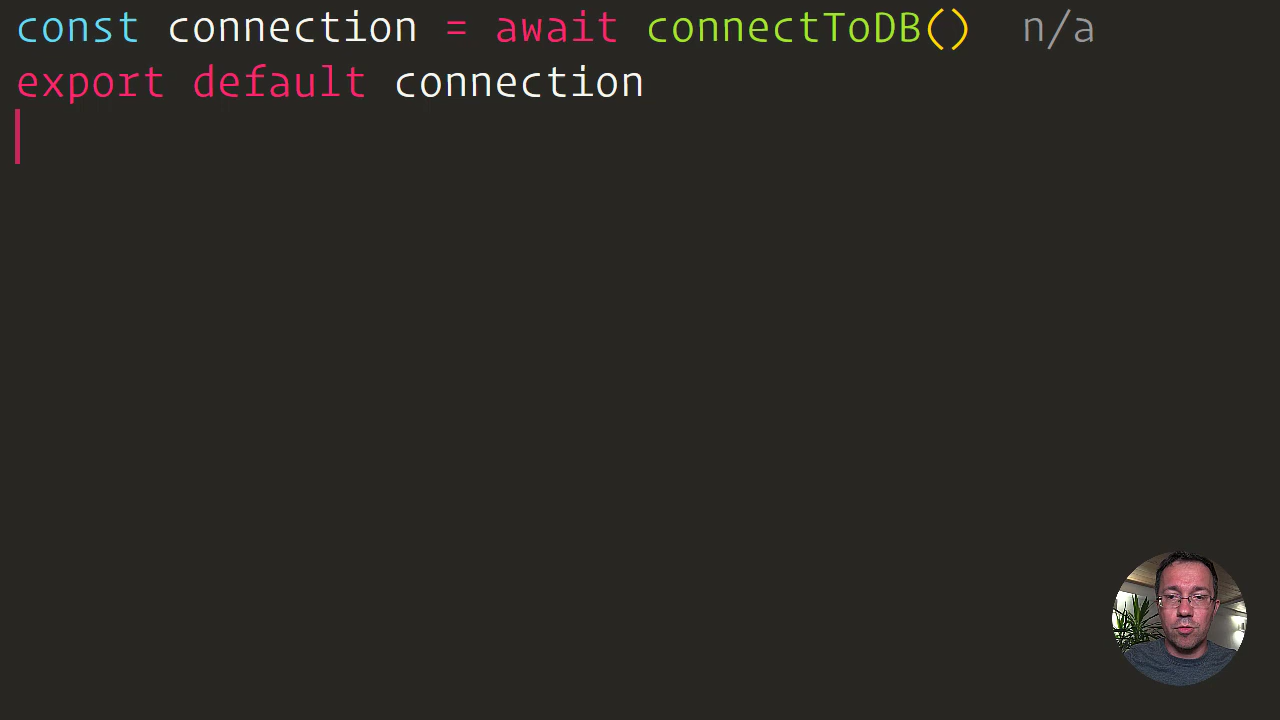 const connection = await connectToDB()  n/a
export default connection